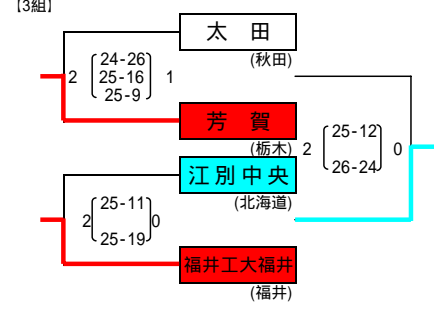 【3組】
太 田
(秋田)
24-26
2 25-16 1
25-9
芳 賀
(栃木)
25-12
2 0
26-24
江別中央
(北海道)
25-11
2 0
25-19
福井工大福井
(福井)